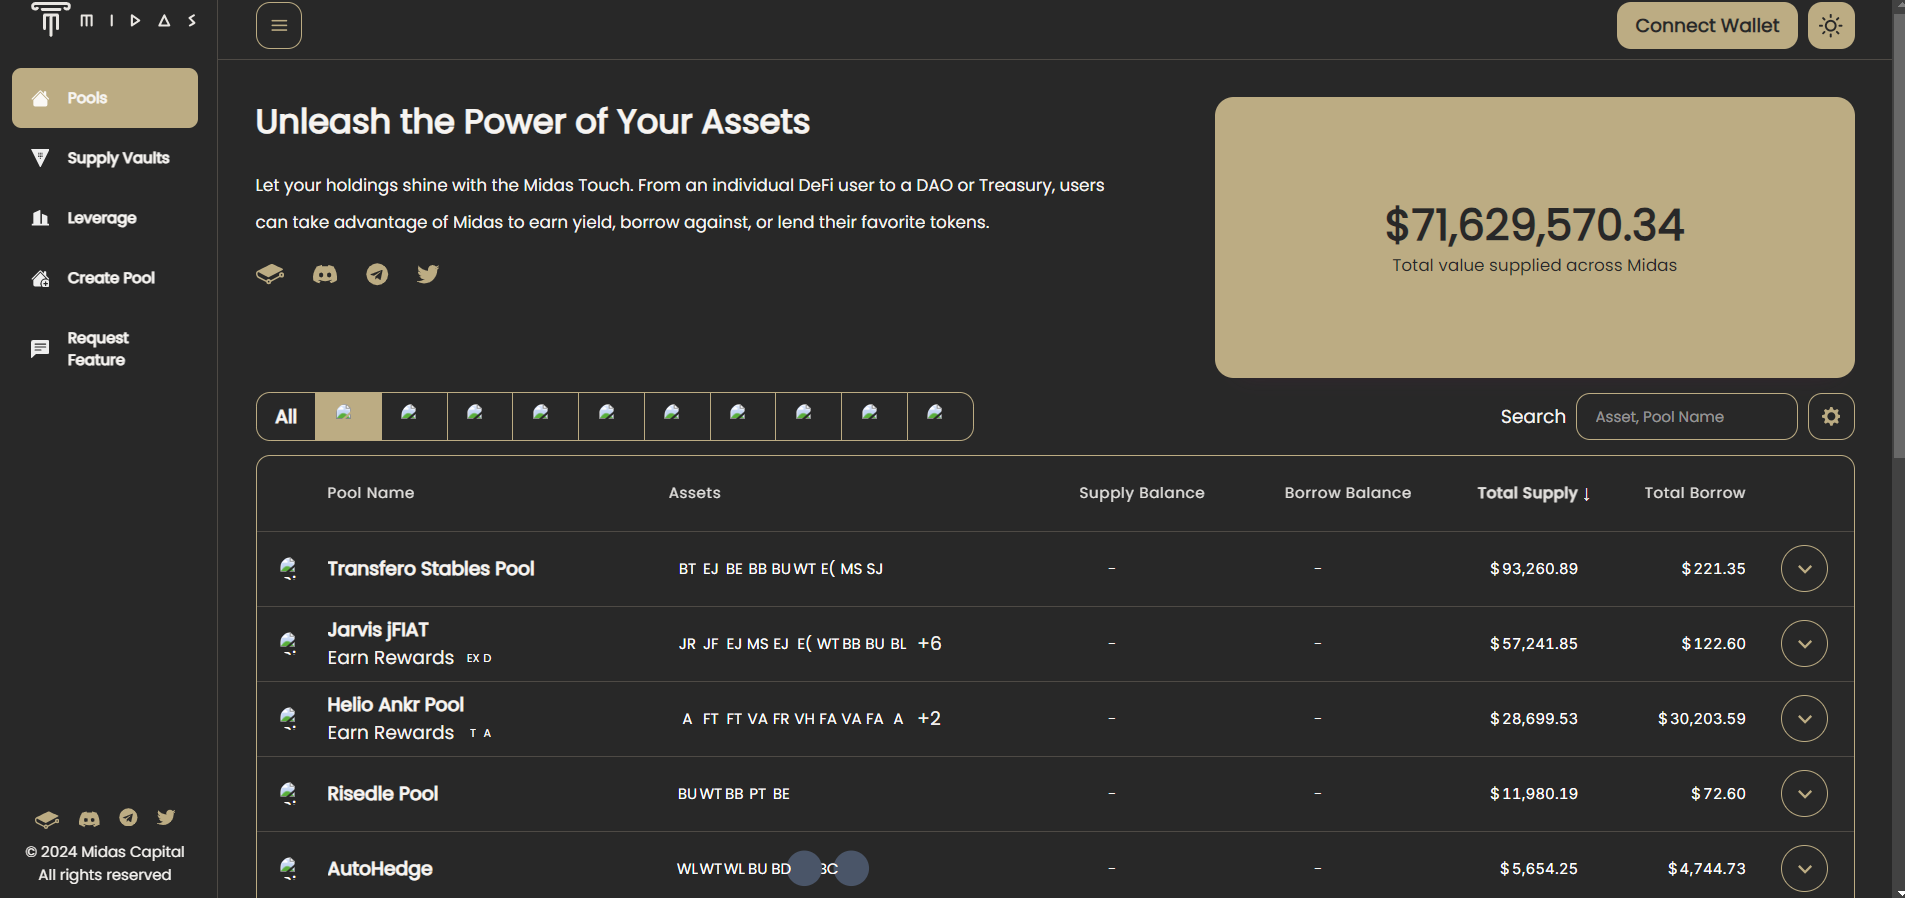 MIDAS
Connect Wallet
Pools
Supply Vaults
Leverage
Create Pool
Request
Feature
Unleash the Power of Your Assets
Let your holdings shine with the Midas Touch. From an individual DeFi user to a DAO or Treasury, users
can take advantage of Midas to earn yield, borrow against, or lend their favorite tokens.
$71,629,570.34
Total value supplied across Midas
All
Search
Asset, Pool Name
Pool Name Assets Supply Balance Borrow Balance Total Supply ↓ Total Borrow
Transfero Stables Pool BT EJ BE BB BU WT E( MS SJ - - $93,260.89 $221.35
Jarvis jFIAT
Earn Rewards EX D JR JF EJ MS EJ E( WT BB BU BL +6 - - $57,241.85 $122.60
Helio Ankr Pool
Earn Rewards T A A FT FT VA FR VH FA VA FA A +2 - - $28,699.53 $30,203.59
Risedle Pool BU WT BB PT BE - - $11,980.19 $72.60
AutoHedge WL WT WL BU BD - - $5,654.25 $4,744.73
© 2024 Midas Capital
All rights reserved